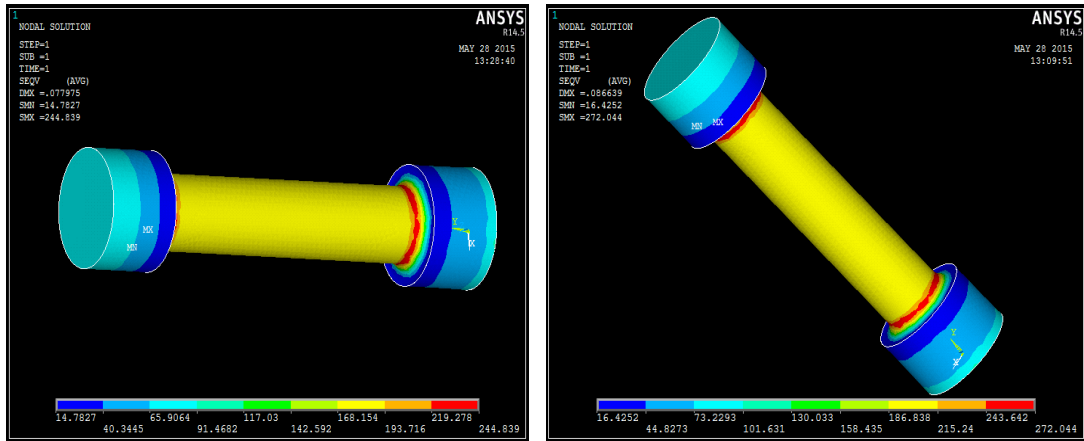 1
ANSYS
R14.5
NODAL SOLUTION
STEP=1
SUB =1
TIME=1
SEQV (AVG)
DMX =.077975
SMN =14.7827
SMX =244.839
MAY 28 2015
13:28:40
MX
MN
Y
X
14.7827 65.9064 117.03 168.154 219.278
40.3445 91.4682 142.592 193.716 244.839
1
ANSYS
R14.5
NODAL SOLUTION
STEP=1
SUB =1
TIME=1
SEQV (AVG)
DMX =.086639
SMN =16.4252
SMX =272.044
MAY 28 2015
13:09:51
MN MX
Y
X
16.4252 73.2293 130.033 186.838 243.642
44.8273 101.631 158.435 215.24 272.044